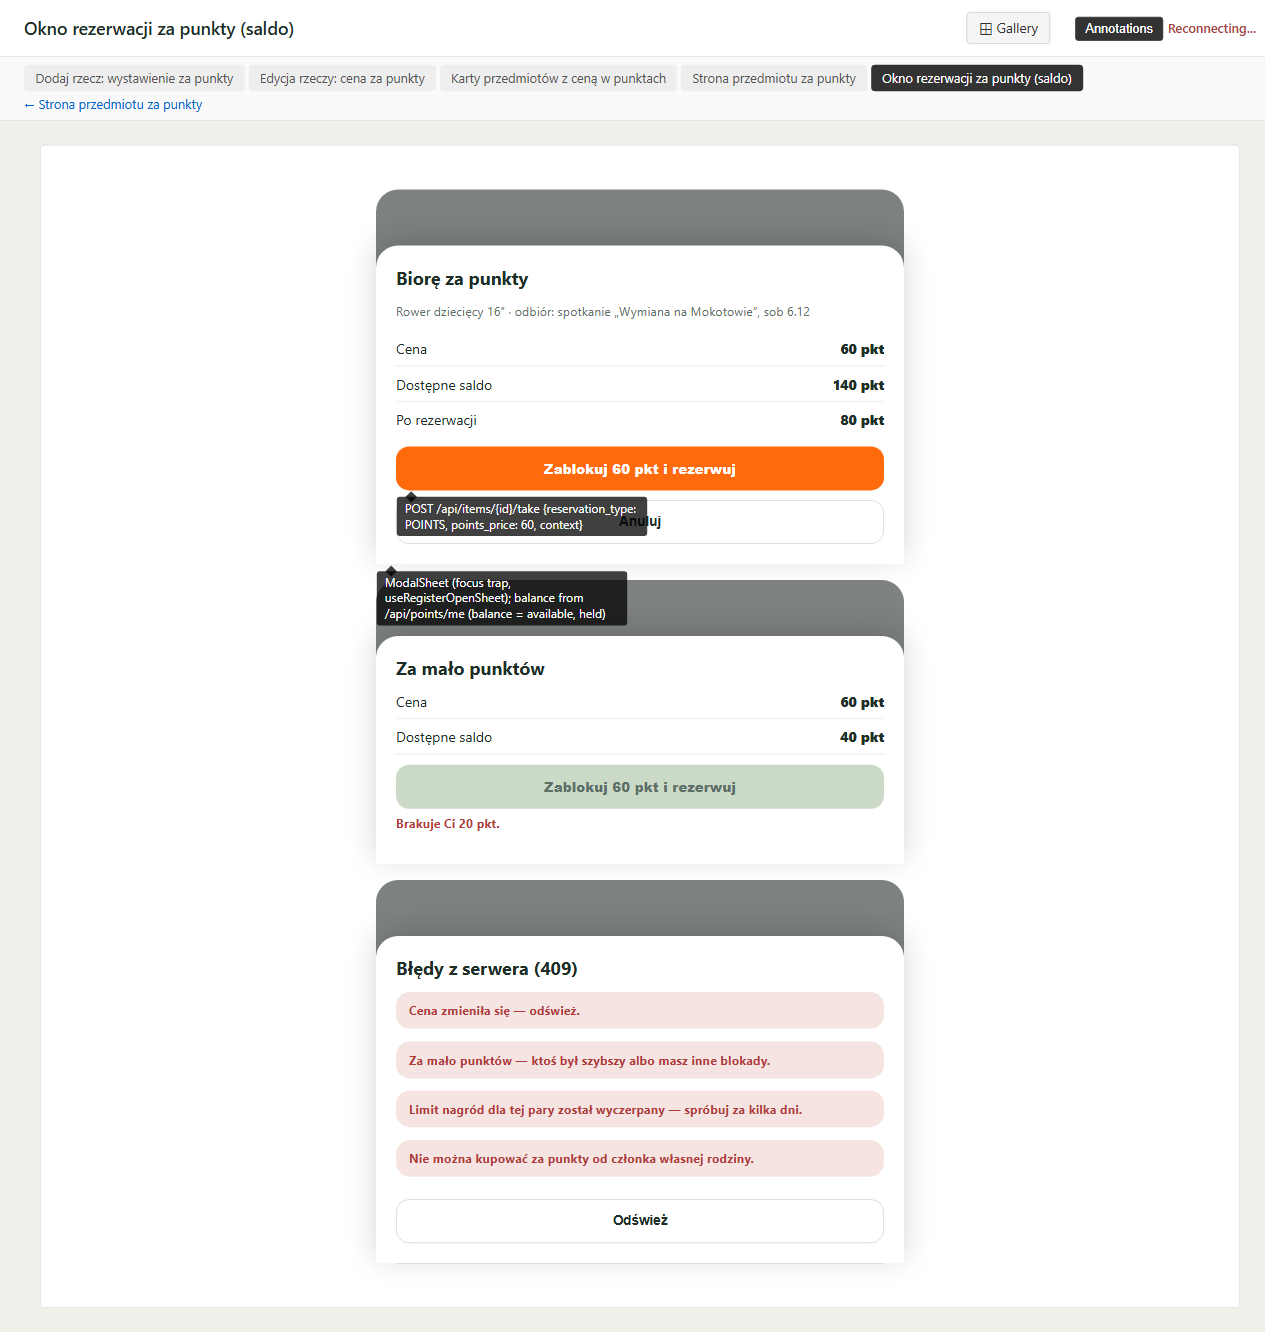 Okno rezerwacji za punkty (saldo)
Gallery
Annotations
Reconnecting...
Dodaj rzecz: wystawienie za punkty
Edycja rzeczy: cena za punkty
Karty przedmiotów z ceną w punktach
Strona przedmiotu za punkty
Okno rezerwacji za punkty (saldo)
← Strona przedmiotu za punkty
Biorę za punkty
Rower dziecięcy 16" · odbiór: spotkanie „Wymiana na Mokotowie”, sob 6.12
Cena 60 pkt
Dostępne saldo 140 pkt
Po rezerwacji 80 pkt
Zablokuj 60 pkt i rezerwuj
Anuluj
POST /api/items/{id}/take {reservation_type:
POINTS, points_price: 60, context}
ModalSheet (focus trap,
useRegisterOpenSheet); balance from
/api/points/me (balance = available, held)
Za mało punktów
Cena 60 pkt
Dostępne saldo 40 pkt
Zablokuj 60 pkt i rezerwuj
Brakuje Ci 20 pkt.
Błędy z serwera (409)
Cena zmieniła się — odśwież.
Za mało punktów — ktoś był szybszy albo masz inne blokady.
Limit nagród dla tej pary został wyczerpany — spróbuj za kilka dni.
Nie można kupować za punkty od członka własnej rodziny.
Odśwież